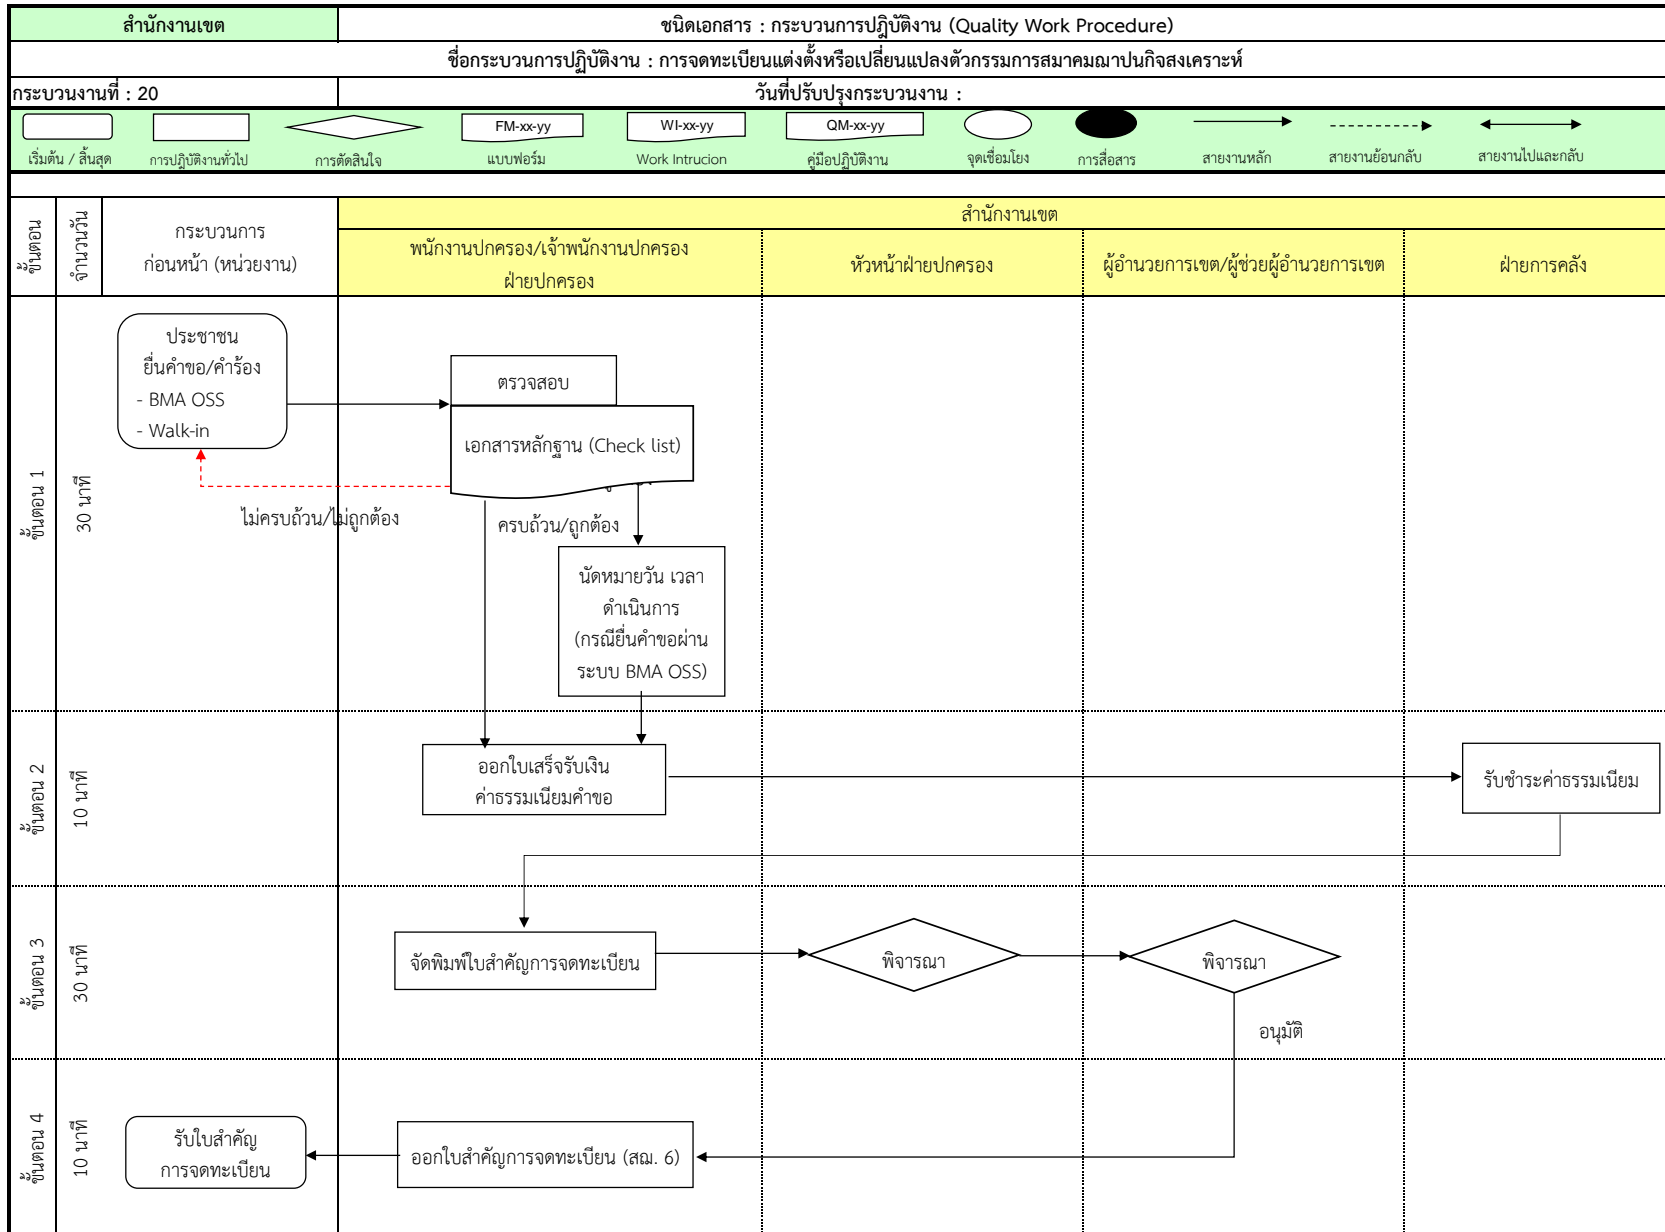 สำนักงานเขต
ชนิดเอกสาร : กระบวนการปฏิบัติงาน (Quality Work Procedure)
ชื่อกระบวนการปฏิบัติงาน : การจดทะเบียนแต่งตั้งหรือเปลี่ยนแปลงตัวกรรมการสมาคมฌาปนกิจสงเคราะห์
กระบวนงานที่ : 20
วันที่ปรับปรุงกระบวนงาน :
FM-xx-yy
WI-xx-yy
QM-xx-yy
เริ่มต้น / สิ้นสุด
การปฏิบัติงานทั่วไป
การตัดสินใจ
แบบฟอร์ม
Work Intrucion
คู่มือปฏิบัติงาน
จุดเชื่อมโยง
การสื่อสาร
สายงานหลัก
สายงานย้อนกลับ
สายงานไปและกลับ
ขั้นตอน
จำนวนวัน
กระบวนการ
ก่อนหน้า (หน่วยงาน)
สำนักงานเขต
พนักงานปกครอง/เจ้าพนักงานปกครอง
ฝ่ายปกครอง
หัวหน้าฝ่ายปกครอง
ผู้อำนวยการเขต/ผู้ช่วยผู้อำนวยการเขต
ฝ่ายการคลัง
ขั้นตอน 1
30 นาที
ประชาชน
ยื่นคำขอ/คำร้อง
- BMA OSS
- Walk-in
ตรวจสอบ
เอกสารหลักฐาน (Check list)
ไม่ครบถ้วน/ไม่ถูกต้อง
ครบถ้วน/ถูกต้อง
นัดหมายวัน เวลา
ดำเนินการ
(กรณียื่นคำขอผ่าน
ระบบ BMA OSS)
ขั้นตอน 2
10 นาที
ออกใบเสร็จรับเงิน
ค่าธรรมเนียมคำขอ
รับชำระค่าธรรมเนียม
ขั้นตอน 3
30 นาที
จัดพิมพ์ใบสำคัญการจดทะเบียน
พิจารณา
พิจารณา
อนุมัติ
ขั้นตอน 4
10 นาที
รับใบสำคัญ
การจดทะเบียน
ออกใบสำคัญการจดทะเบียน (สฌ. 6)